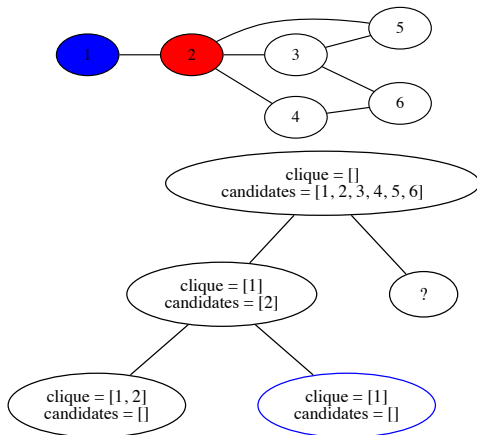 5
1
2
3
6
4
clique = []
candidates = [1, 2, 3, 4, 5, 6]
clique = [1]
candidates = [2]
?
clique = [1, 2]
candidates = []
clique = [1]
candidates = []